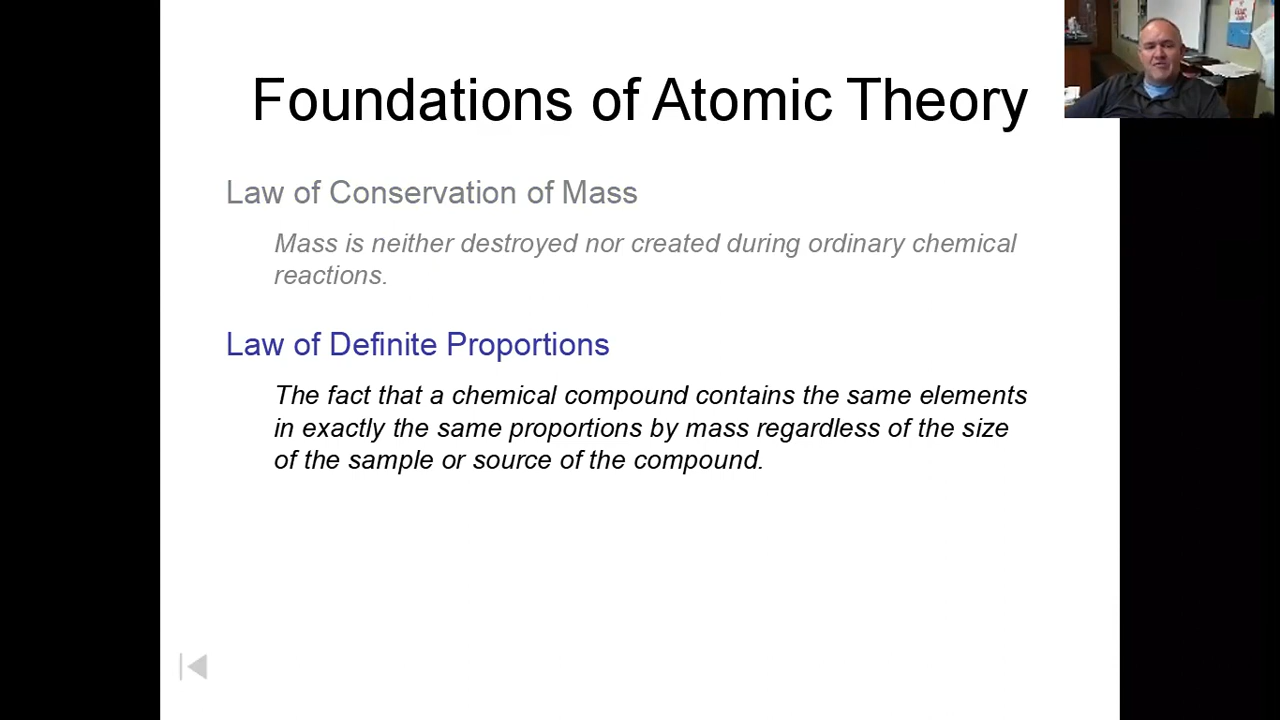 Foundations of Atomic Theory
Law of Conservation of Mass
Mass is neither destroyed nor created during ordinary chemical
reactions.
Law of Definite Proportions
The fact that a chemical compound contains the same elements
in exactly the same proportions by mass regardless of the size
of the sample or source of the compound.